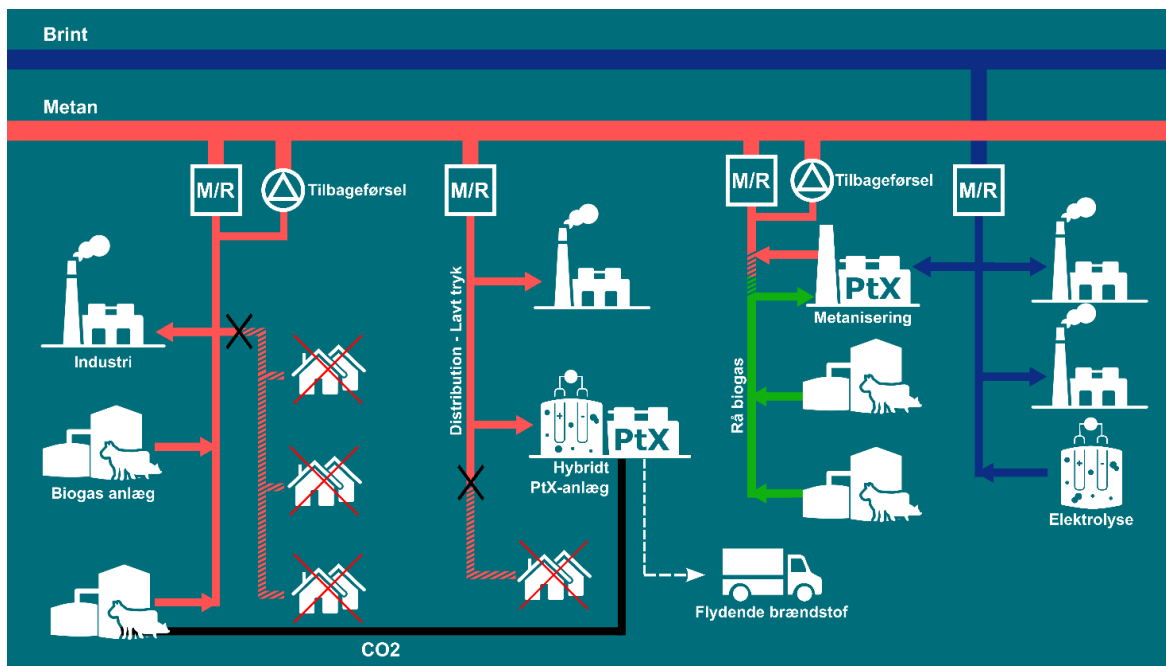 Brint
Metan
M/R
Tilbageførsel
M/R
M/R
Tilbageførsel
M/R
Industri
Distribution - Lavt tryk
PtX
Metanisering
Rå biogas
Biogas anlæg
+ -
PtX
Hybridt
PtX-anlæg
+ -
Elektrolyse
Flydende brændstof
CO2